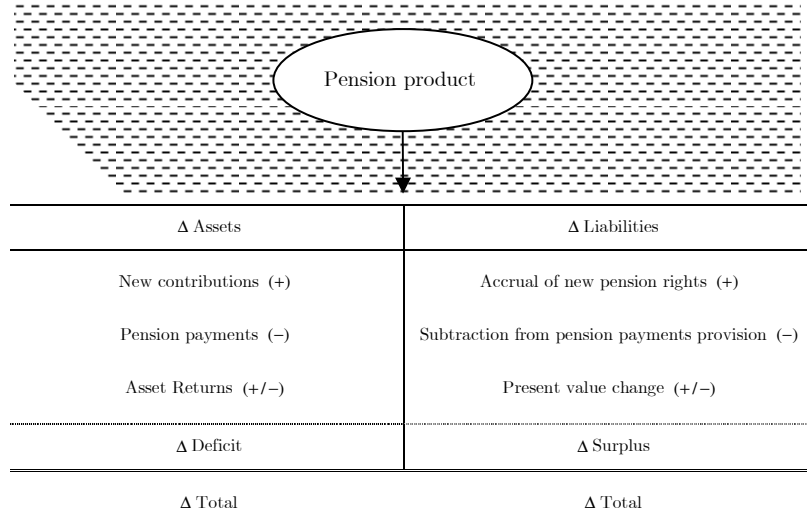 Pension product
Δ Assets
Δ Liabilities
New contributions (+)
Accrual of new pension rights (+)
Pension payments (−)
Subtraction from pension payments provision (−)
Asset Returns (+/−)
Present value change (+/−)
Δ Deficit
Δ Surplus
Δ Total
Δ Total